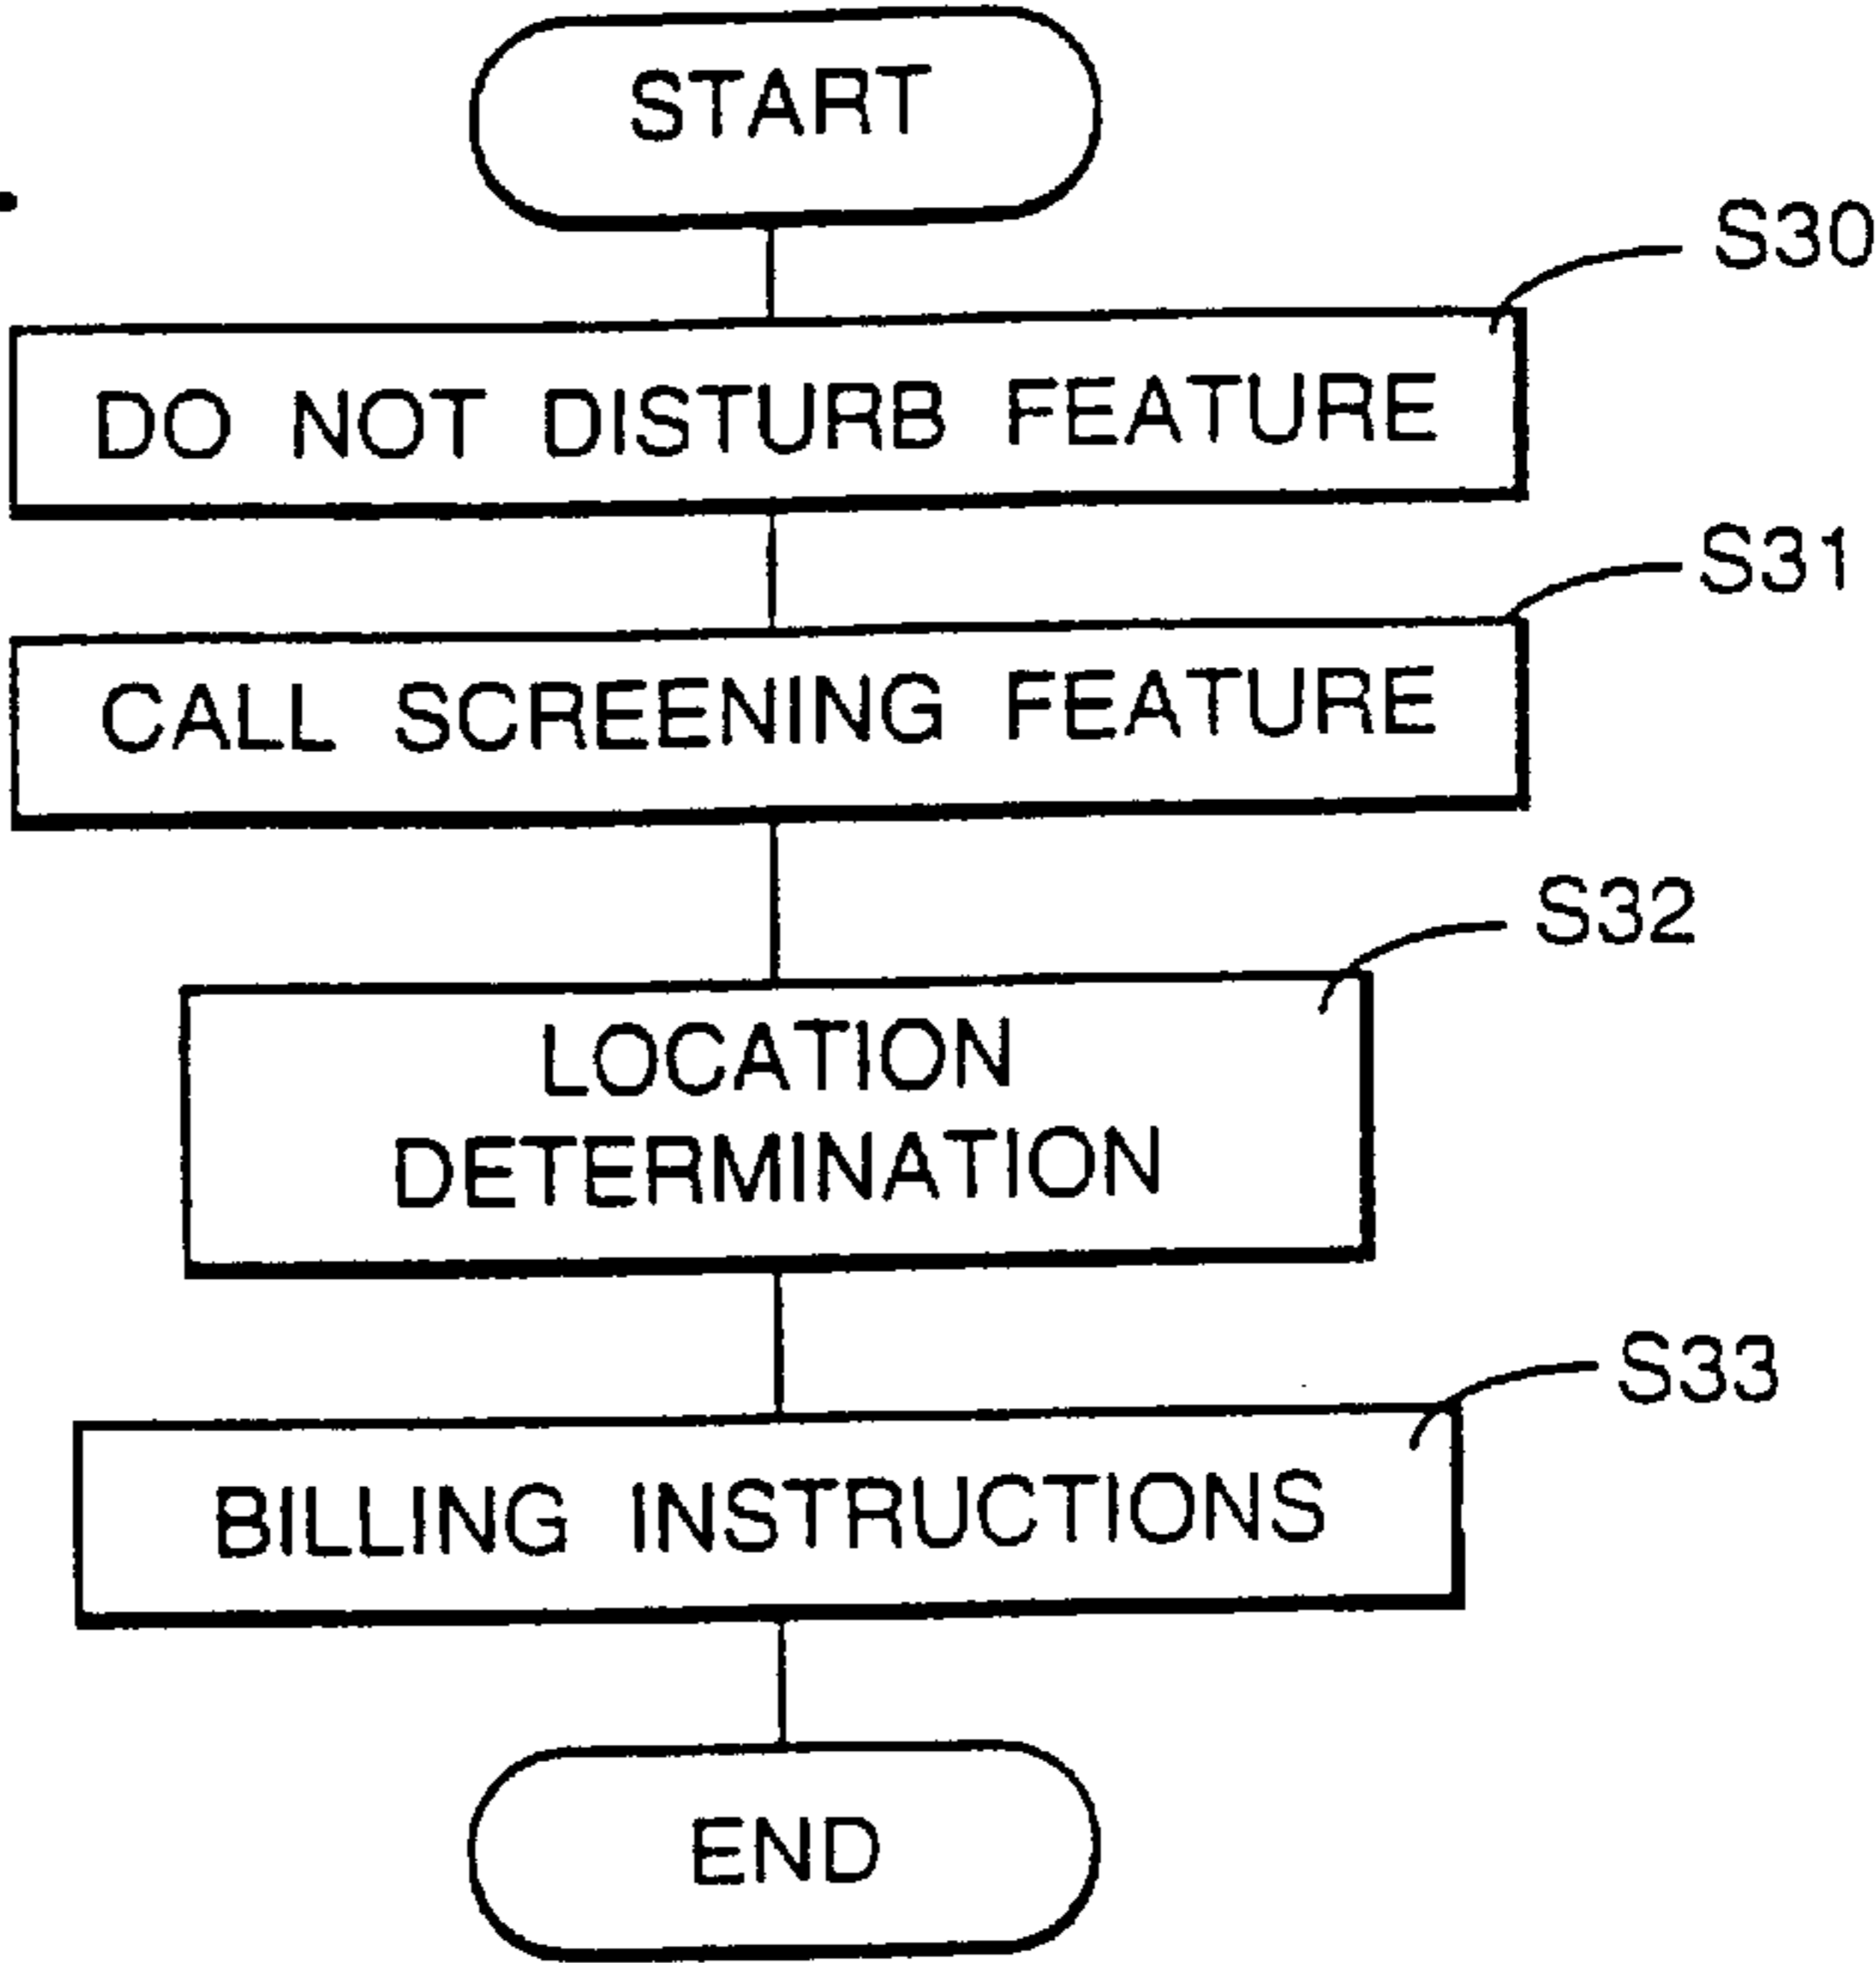 START
S30
DO NOT DISTURB FEATURE
S31
CALL SCREENING FEATURE
S32
LOCATION
DETERMINATION
S33
BILLING INSTRUCTIONS
END